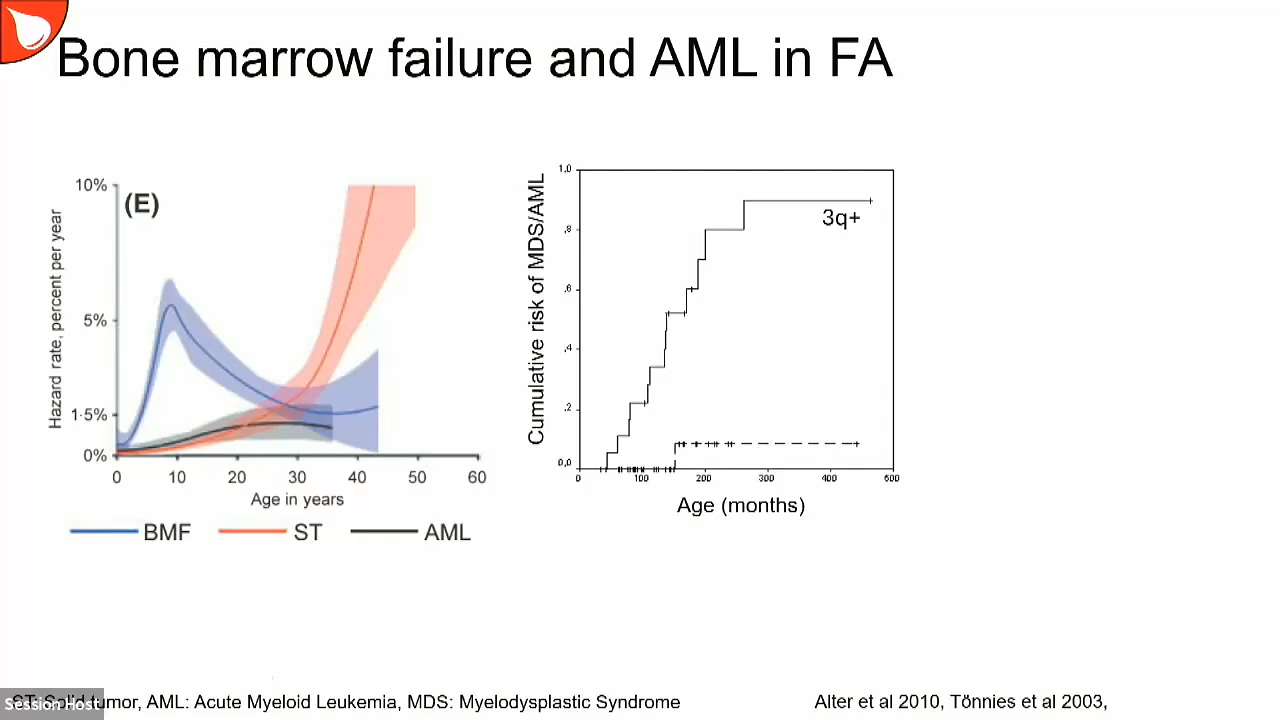 Bone marrow failure and AML in FA
(E)
Hazard rate, percent per year
10%
5%
1·5%
0%
0 10 20 30 40 50 60
Age in years
BMF ST AML
Cumulative risk of MDS/AML
1,0
,8
,6
,4
,2
0,0
0 100 200 300 400 500
3q+
Age (months)
ST: Solid tumor, AML: Acute Myeloid Leukemia, MDS: Myelodysplastic Syndrome
Session Host
Alter et al 2010, Tönnies et al 2003,